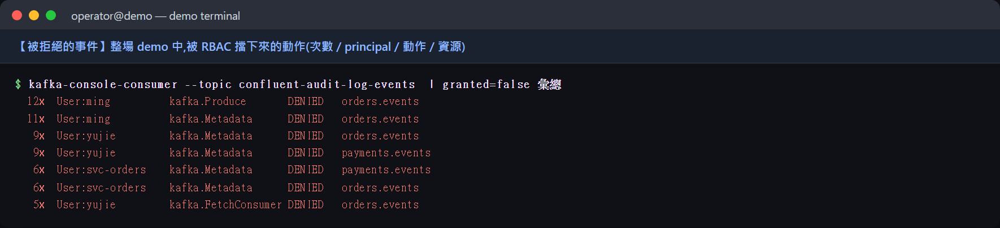 operator@demo — demo terminal
【被拒絕的事件】整場 demo 中,被 RBAC 擋下來的動作(次數 / principal / 動作 / 資源)
$ kafka-console-consumer --topic confluent-audit-log-events | granted=false 彙總
12x User:ming kafka.Produce DENIED orders.events
11x User:ming kafka.Metadata DENIED orders.events
9x User:yujie kafka.Metadata DENIED orders.events
9x User:yujie kafka.Metadata DENIED payments.events
6x User:svc-orders kafka.Metadata DENIED payments.events
6x User:svc-orders kafka.Metadata DENIED orders.events
5x User:yujie kafka.FetchConsumer DENIED orders.events